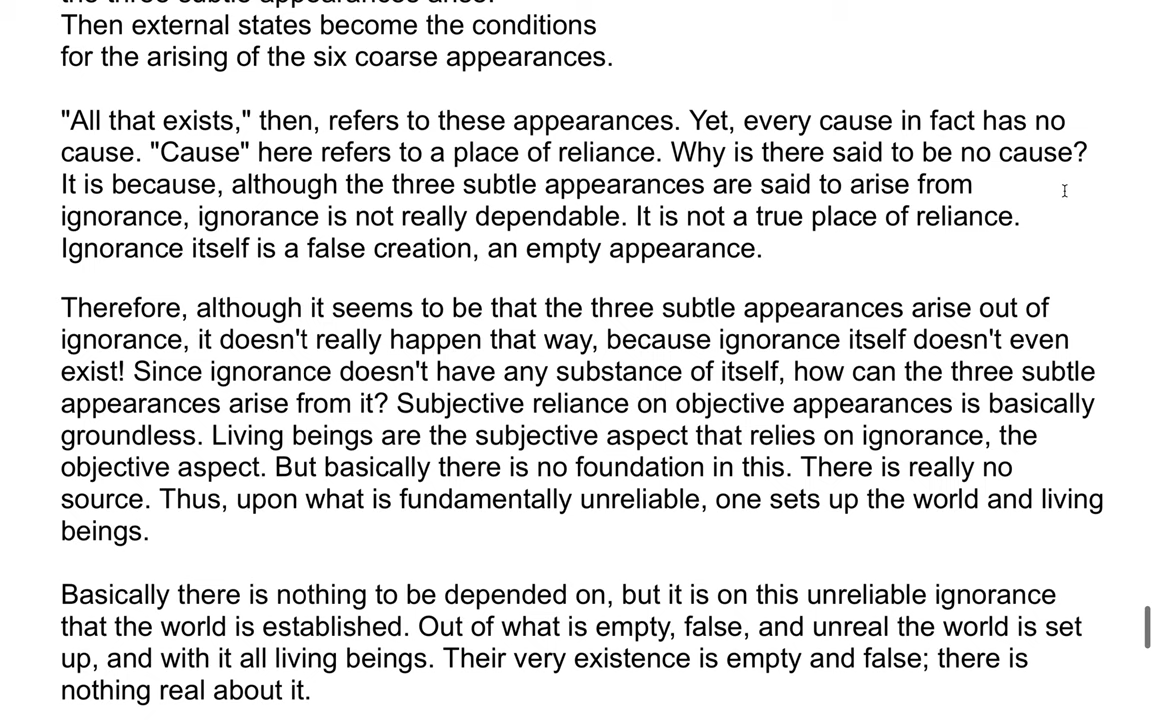 the three subtle appearances arise.
Then external states become the conditions
for the arising of the six coarse appearances.
"All that exists," then, refers to these appearances. Yet, every cause in fact has no
cause. "Cause" here refers to a place of reliance. Why is there said to be no cause?
It is because, although the three subtle appearances are said to arise from
ignorance, ignorance is not really dependable. It is not a true place of reliance.
Ignorance itself is a false creation, an empty appearance.
Therefore, although it seems to be that the three subtle appearances arise out of
ignorance, it doesn't really happen that way, because ignorance itself doesn't even
exist! Since ignorance doesn't have any substance of itself, how can the three subtle
appearances arise from it? Subjective reliance on objective appearances is basically
groundless. Living beings are the subjective aspect that relies on ignorance, the
objective aspect. But basically there is no foundation in this. There is really no
source. Thus, upon what is fundamentally unreliable, one sets up the world and living
beings.
Basically there is nothing to be depended on, but it is on this unreliable ignorance
that the world is established. Out of what is empty, false, and unreal the world is set
up, and with it all living beings. Their very existence is empty and false; there is
nothing real about it.